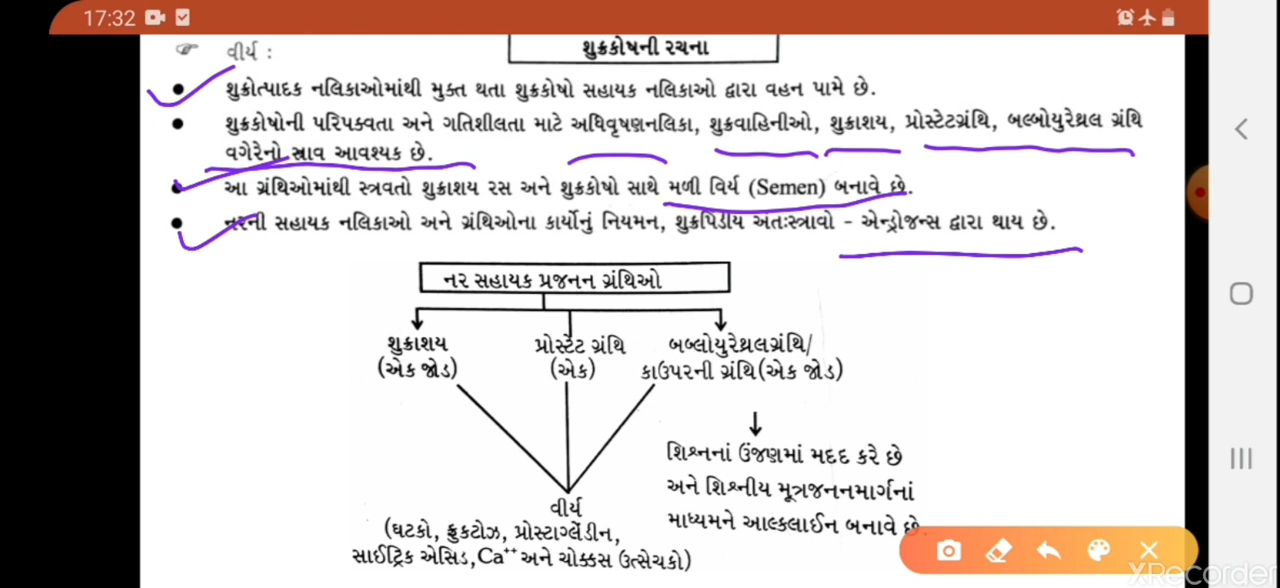 17:32
શુક્રકોષની રચના
વીર્ય :
શુક્રોત્પાદક નલિકાઓમાંથી મુક્ત થતા શુક્રકોષો સહાયક નલિકાઓ દ્વારા વહન પામે છે.
શુક્રકોષોની પરિપક્વતા અને ગતિશીલતા માટે અધિવૃષણનલિકા, શુક્રવાહિનીઓ, શુક્રાશય, પ્રોસ્ટેટગ્રંથિ, બલ્બોયુરેથ્રલ ગ્રંથિ
વગેરેનો સ્રાવ આવશ્યક છે.
આ ગ્રંથિઓમાંથી સ્ત્રવતો શુક્રાશય રસ અને શુક્રકોષો સાથે મળી વિર્ય (Semen) બનાવે છે.
નરની સહાયક નલિકાઓ અને ગ્રંથિઓના કાર્યોનું નિયમન, શુક્રપિંડીય અંતઃસ્ત્રાવો – એન્ડ્રોજન્સ દ્વારા થાય છે.
નર સહાયક પ્રજનન ગ્રંથિઓ
શુક્રાશય
(એક જોડ)
પ્રોસ્ટેટ ગ્રંથિ
(એક)
બબ્લોયુરેથ્રલગ્રંથિ/
કાઉપરની ગ્રંથિ(એક જોડ)
શિશ્નનાં ઉંજણમાં મદદ કરે છે
અને શિશ્નીય મૂત્રજનનમાર્ગનાં
માધ્યમને આલ્કલાઈન બનાવે છે.
વીર્ય
(ઘટકો, ફ્રુકટોઝ, પ્રોસ્ટાગ્લેંડીન,
સાઈટ્રિક એસિડ, Ca⁺⁺ અને ચોક્કસ ઉત્સેચકો)
XRecorder